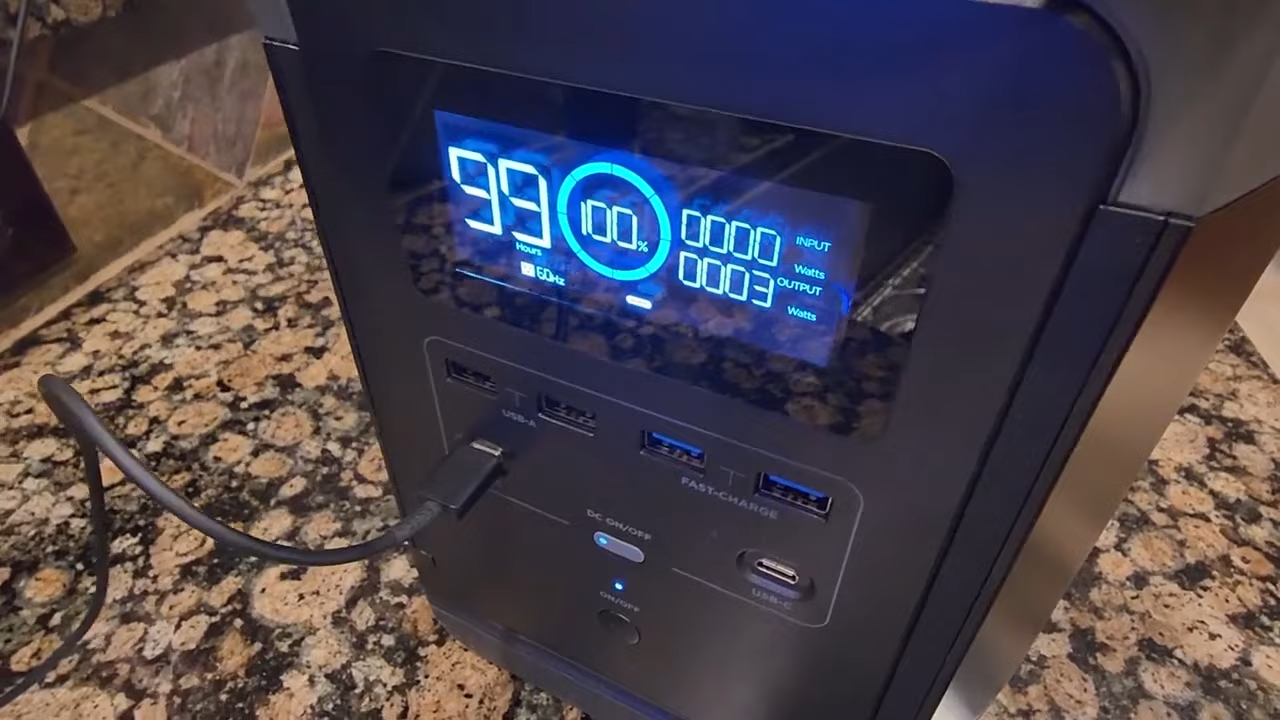 99
Hours
60Hz
100%
0000 INPUT
Watts
0003 OUTPUT
Watts
USB-A
FAST-CHARGE
DC ON/OFF
USB-C
ON/OFF